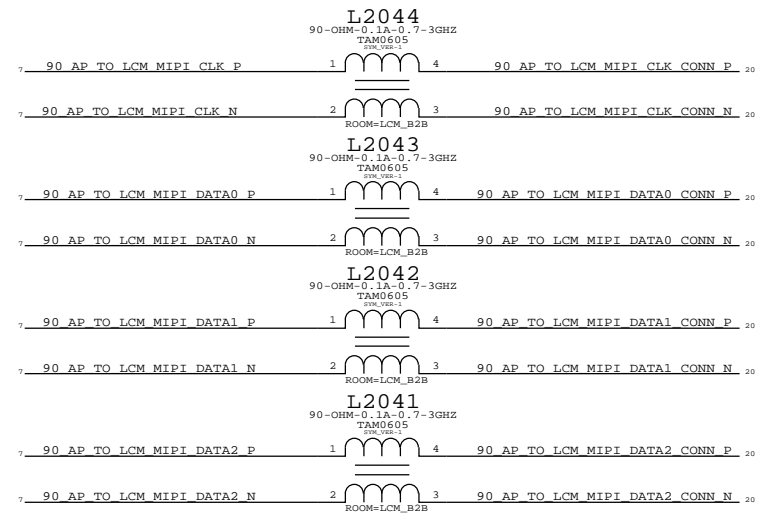 L2044
90-OHM-0.1A-0.7-3GHZ
TAM0605
SYM_VER-1
7 90_AP_TO_LCM_MIPI_CLK_P 1 4 90_AP_TO_LCM_MIPI_CLK_CONN_P 20
7 90_AP_TO_LCM_MIPI_CLK_N 2 3 90_AP_TO_LCM_MIPI_CLK_CONN_N 20
ROOM=LCM_B2B
L2043
90-OHM-0.1A-0.7-3GHZ
TAM0605
SYM_VER-1
7 90_AP_TO_LCM_MIPI_DATA0_P 1 4 90_AP_TO_LCM_MIPI_DATA0_CONN_P 20
7 90_AP_TO_LCM_MIPI_DATA0_N 2 3 90_AP_TO_LCM_MIPI_DATA0_CONN_N 20
ROOM=LCM_B2B
L2042
90-OHM-0.1A-0.7-3GHZ
TAM0605
SYM_VER-1
7 90_AP_TO_LCM_MIPI_DATA1_P 1 4 90_AP_TO_LCM_MIPI_DATA1_CONN_P 20
7 90_AP_TO_LCM_MIPI_DATA1_N 2 3 90_AP_TO_LCM_MIPI_DATA1_CONN_N 20
ROOM=LCM_B2B
L2041
90-OHM-0.1A-0.7-3GHZ
TAM0605
SYM_VER-1
7 90_AP_TO_LCM_MIPI_DATA2_P 1 4 90_AP_TO_LCM_MIPI_DATA2_CONN_P 20
7 90_AP_TO_LCM_MIPI_DATA2_N 2 3 90_AP_TO_LCM_MIPI_DATA2_CONN_N 20
ROOM=LCM_B2B